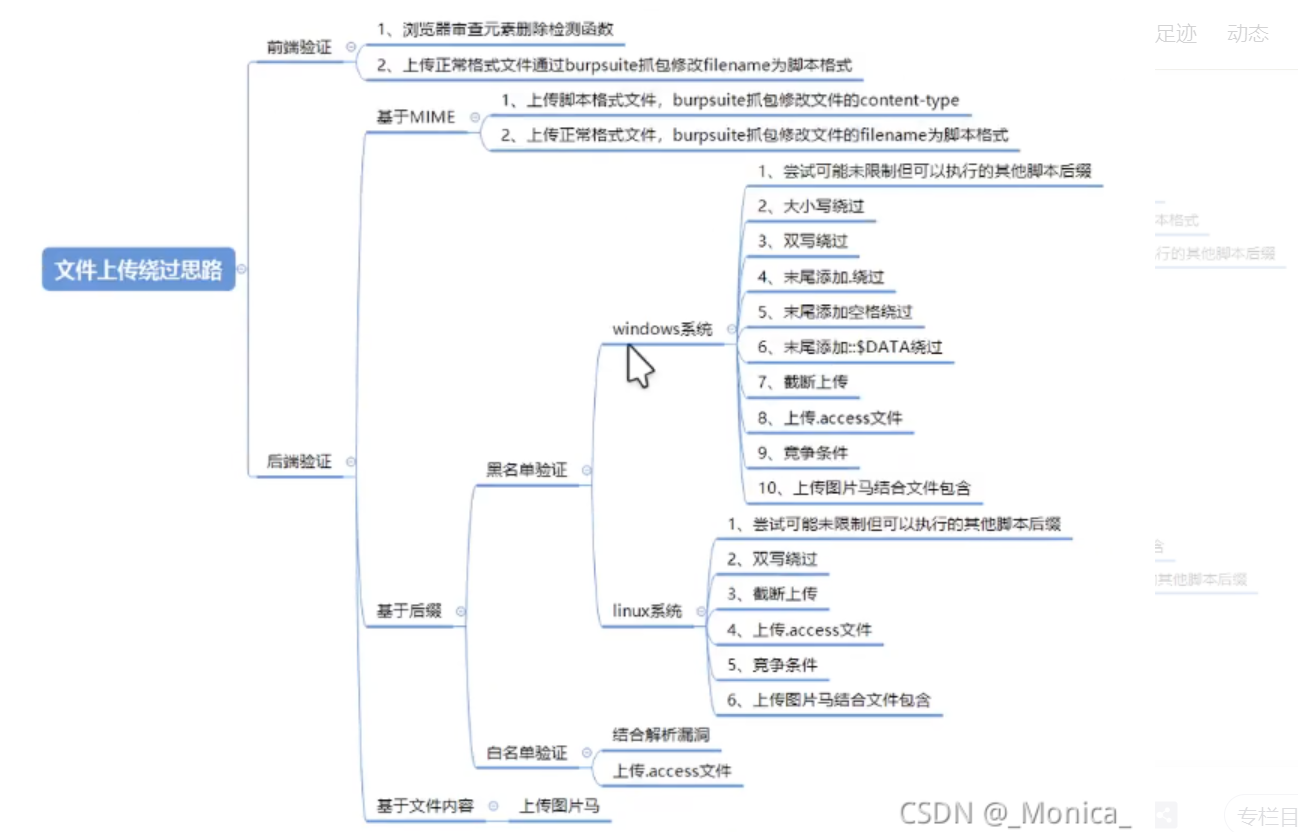 足迹 动态
文件上传绕过思路
前端验证
1、浏览器审查元素删除检测函数
2、上传正常格式文件通过burpsuite抓包修改filename为脚本格式
后端验证
基于MIME
1、上传脚本格式文件，burpsuite抓包修改文件的content-type
2、上传正常格式文件，burpsuite抓包修改文件的filename为脚本格式
基于后缀
黑名单验证
windows系统
1、尝试可能未限制但可以执行的其他脚本后缀
2、大小写绕过
3、双写绕过
4、末尾添加.绕过
5、末尾添加空格绕过
6、末尾添加::$DATA绕过
7、截断上传
8、上传.access文件
9、竞争条件
10、上传图片马结合文件包含
linux系统
1、尝试可能未限制但可以执行的其他脚本后缀
2、双写绕过
3、截断上传
4、上传.access文件
5、竞争条件
6、上传图片马结合文件包含
白名单验证
结合解析漏洞
上传.access文件
基于文件内容
上传图片马
本格式
行的其他脚本后缀
含
其他脚本后缀
CSDN @_Monica_
专栏目